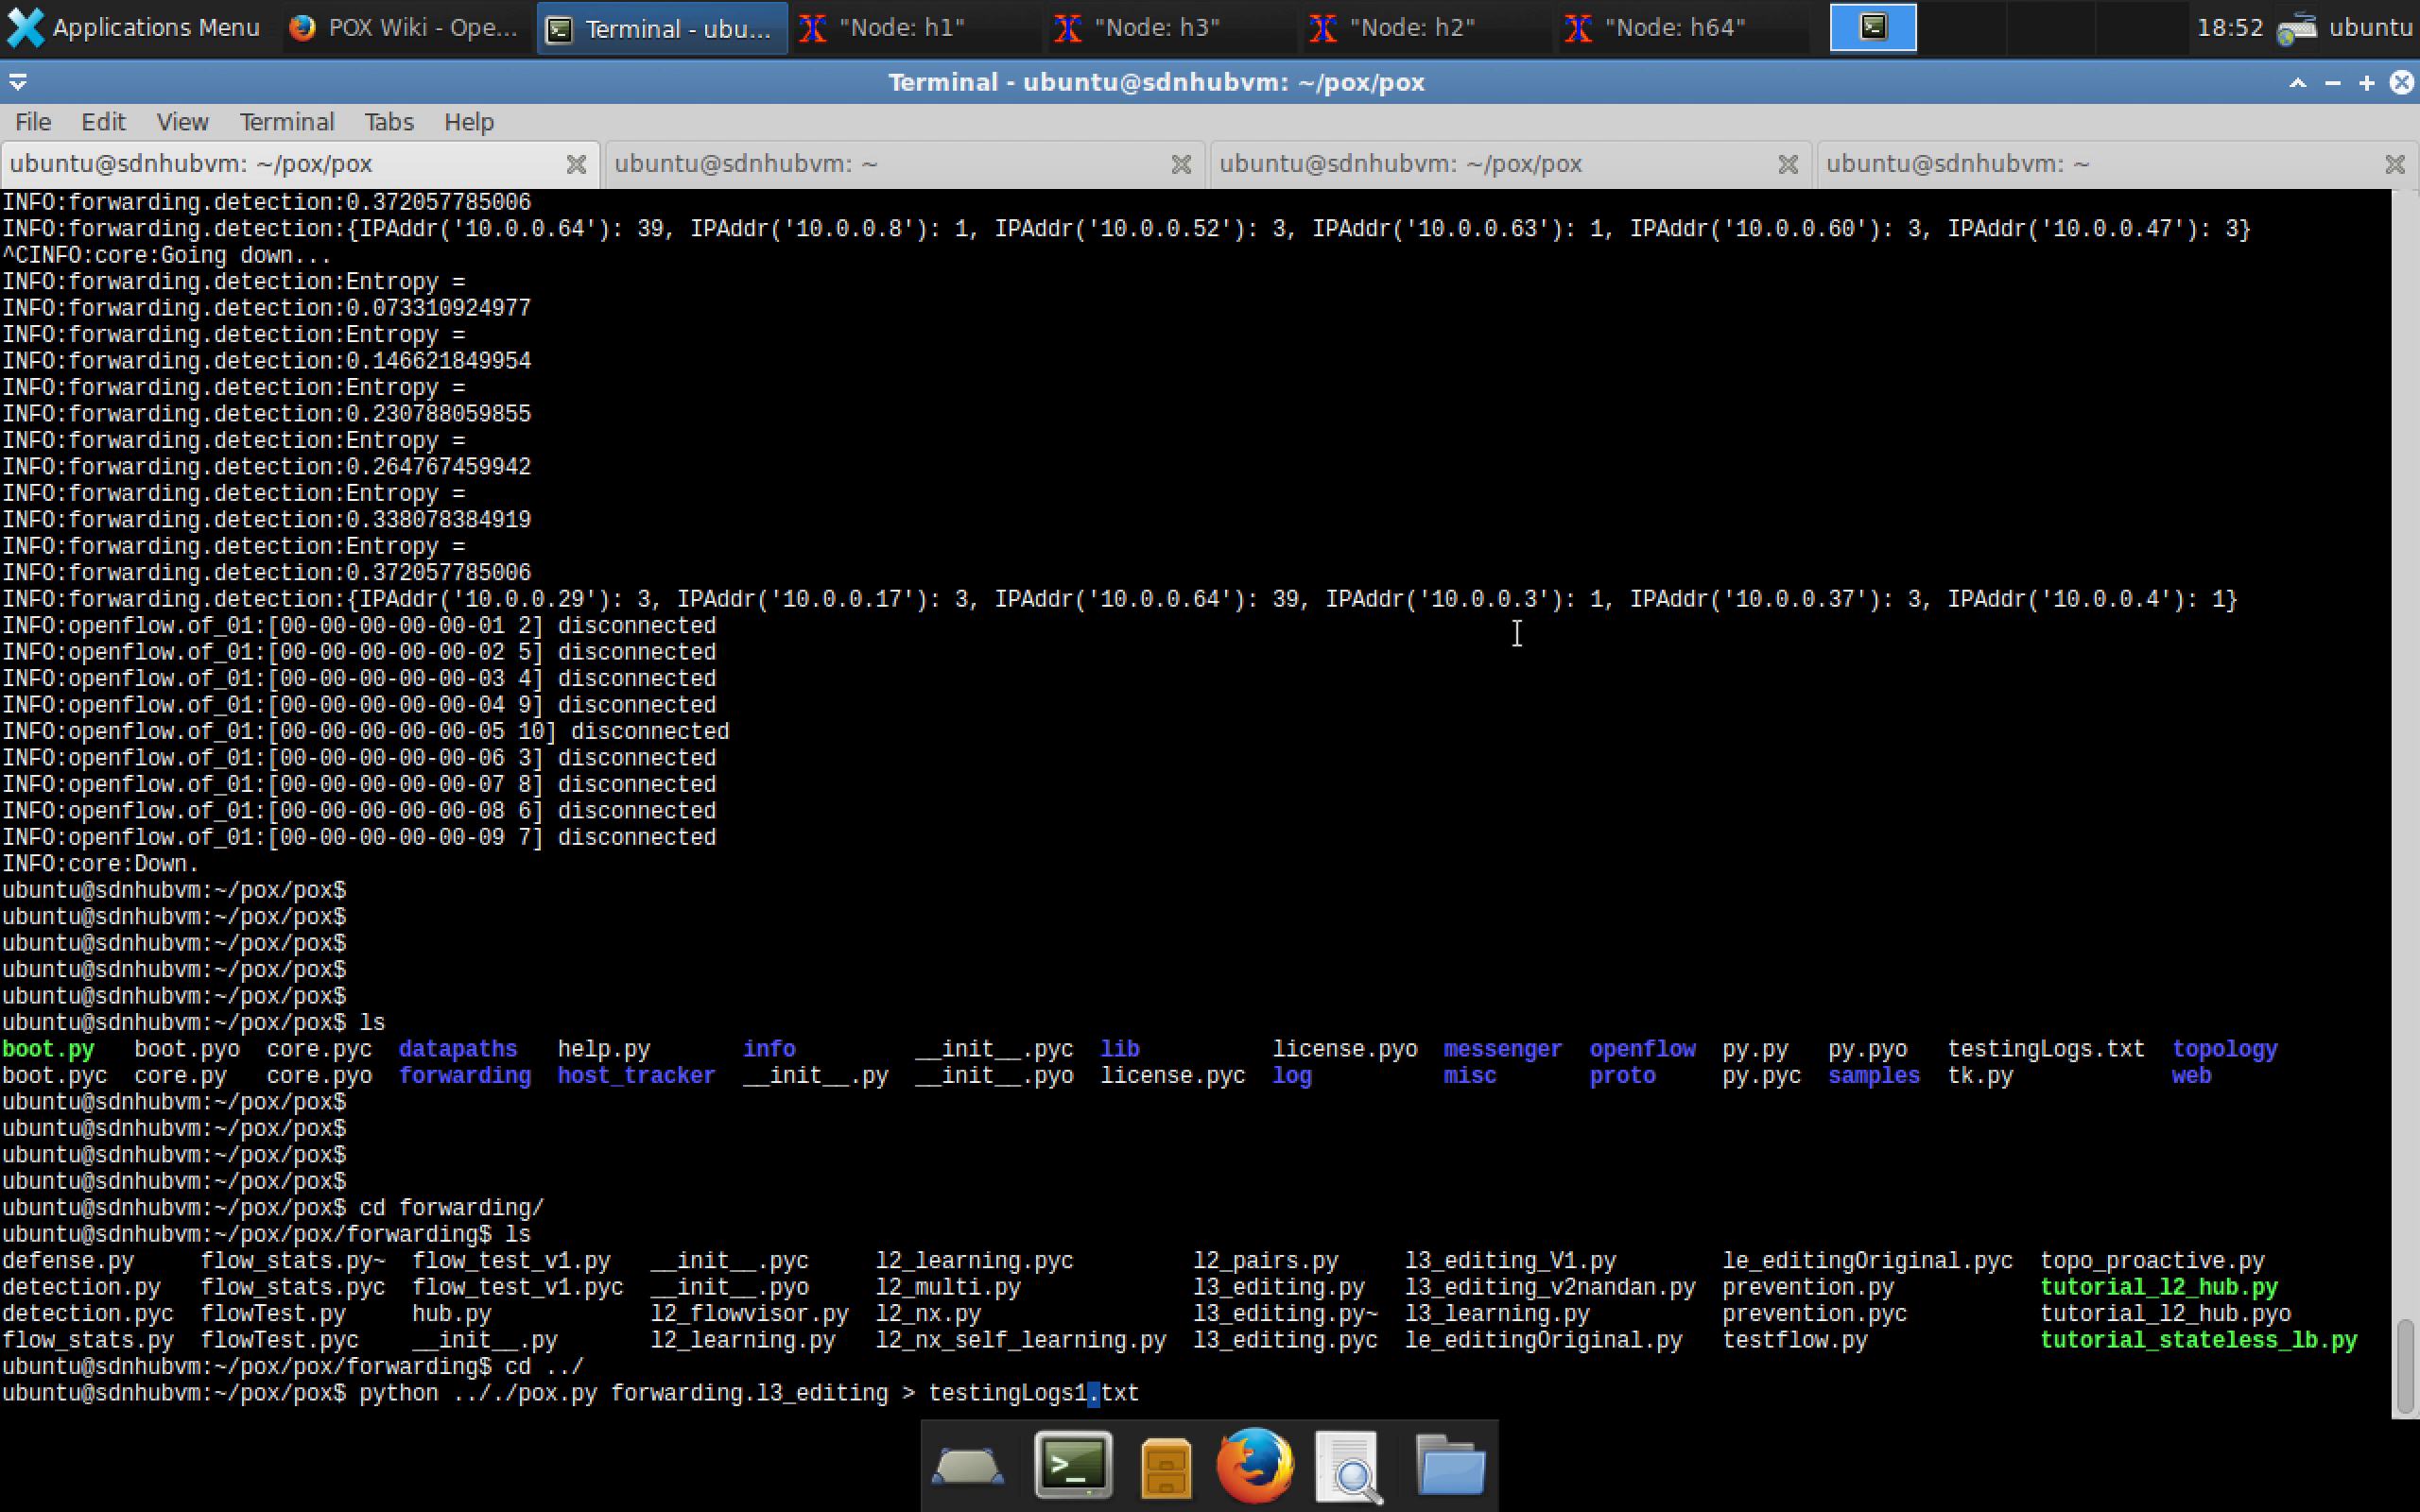 Applications Menu POX Wiki - Ope... Terminal - ubu... "Node: h1" "Node: h3" "Node: h2" "Node: h64" 18:52 ubuntu
Terminal - ubuntu@sdnhubvm: ~/pox/pox
File Edit View Terminal Tabs Help
ubuntu@sdnhubvm: ~/pox/pox ubuntu@sdnhubvm: ~ ubuntu@sdnhubvm: ~/pox/pox ubuntu@sdnhubvm: ~
INFO:forwarding.detection:0.372057785006
INFO:forwarding.detection:{IPAddr('10.0.0.64'): 39, IPAddr('10.0.0.8'): 1, IPAddr('10.0.0.52'): 3, IPAddr('10.0.0.63'): 1, IPAddr('10.0.0.60'): 3, IPAddr('10.0.0.47'): 3}
^CINFO:core:Going down...
INFO:forwarding.detection:Entropy =
INFO:forwarding.detection:0.073310924977
INFO:forwarding.detection:Entropy =
INFO:forwarding.detection:0.146621849954
INFO:forwarding.detection:Entropy =
INFO:forwarding.detection:0.230788059855
INFO:forwarding.detection:Entropy =
INFO:forwarding.detection:0.264767459942
INFO:forwarding.detection:Entropy =
INFO:forwarding.detection:0.338078384919
INFO:forwarding.detection:Entropy =
INFO:forwarding.detection:0.372057785006
INFO:forwarding.detection:{IPAddr('10.0.0.29'): 3, IPAddr('10.0.0.17'): 3, IPAddr('10.0.0.64'): 39, IPAddr('10.0.0.3'): 1, IPAddr('10.0.0.37'): 3, IPAddr('10.0.0.4'): 1}
INFO:openflow.of_01:[00-00-00-00-00-01 2] disconnected
INFO:openflow.of_01:[00-00-00-00-00-02 5] disconnected
INFO:openflow.of_01:[00-00-00-00-00-03 4] disconnected
INFO:openflow.of_01:[00-00-00-00-00-04 9] disconnected
INFO:openflow.of_01:[00-00-00-00-00-05 10] disconnected
INFO:openflow.of_01:[00-00-00-00-00-06 3] disconnected
INFO:openflow.of_01:[00-00-00-00-00-07 8] disconnected
INFO:openflow.of_01:[00-00-00-00-00-08 6] disconnected
INFO:openflow.of_01:[00-00-00-00-00-09 7] disconnected
INFO:core:Down.
ubuntu@sdnhubvm:~/pox/pox$
ubuntu@sdnhubvm:~/pox/pox$
ubuntu@sdnhubvm:~/pox/pox$
ubuntu@sdnhubvm:~/pox/pox$
ubuntu@sdnhubvm:~/pox/pox$
ubuntu@sdnhubvm:~/pox/pox$ ls
boot.py boot.pyo core.pyc datapaths help.py info __init__.pyc lib license.pyo messenger openflow py.py py.pyo testingLogs.txt topology
boot.pyc core.py core.pyo forwarding host_tracker __init__.py __init__.pyo license.pyc log misc proto py.pyc samples tk.py web
ubuntu@sdnhubvm:~/pox/pox$
ubuntu@sdnhubvm:~/pox/pox$
ubuntu@sdnhubvm:~/pox/pox$
ubuntu@sdnhubvm:~/pox/pox$
ubuntu@sdnhubvm:~/pox/pox$ cd forwarding/
ubuntu@sdnhubvm:~/pox/pox/forwarding$ ls
defense.py flow_stats.py~ flow_test_v1.py __init__.pyc l2_learning.pyc l2_pairs.py l3_editing_V1.py le_editingOriginal.pyc topo_proactive.py
detection.py flow_stats.pyc flow_test_v1.pyc __init__.pyo l2_multi.py l3_editing.py l3_editing_v2nandan.py prevention.py tutorial_l2_hub.py
detection.pyc flowTest.py hub.py l2_flowvisor.py l2_nx.py l3_editing.py~ l3_learning.py prevention.pyc tutorial_l2_hub.pyo
flow_stats.py flowTest.pyc __init__.py l2_learning.py l2_nx_self_learning.py l3_editing.pyc le_editingOriginal.py testflow.py tutorial_stateless_lb.py
ubuntu@sdnhubvm:~/pox/pox/forwarding$ cd ../
ubuntu@sdnhubvm:~/pox/pox$ python .././pox.py forwarding.l3_editing > testingLogs1.txt